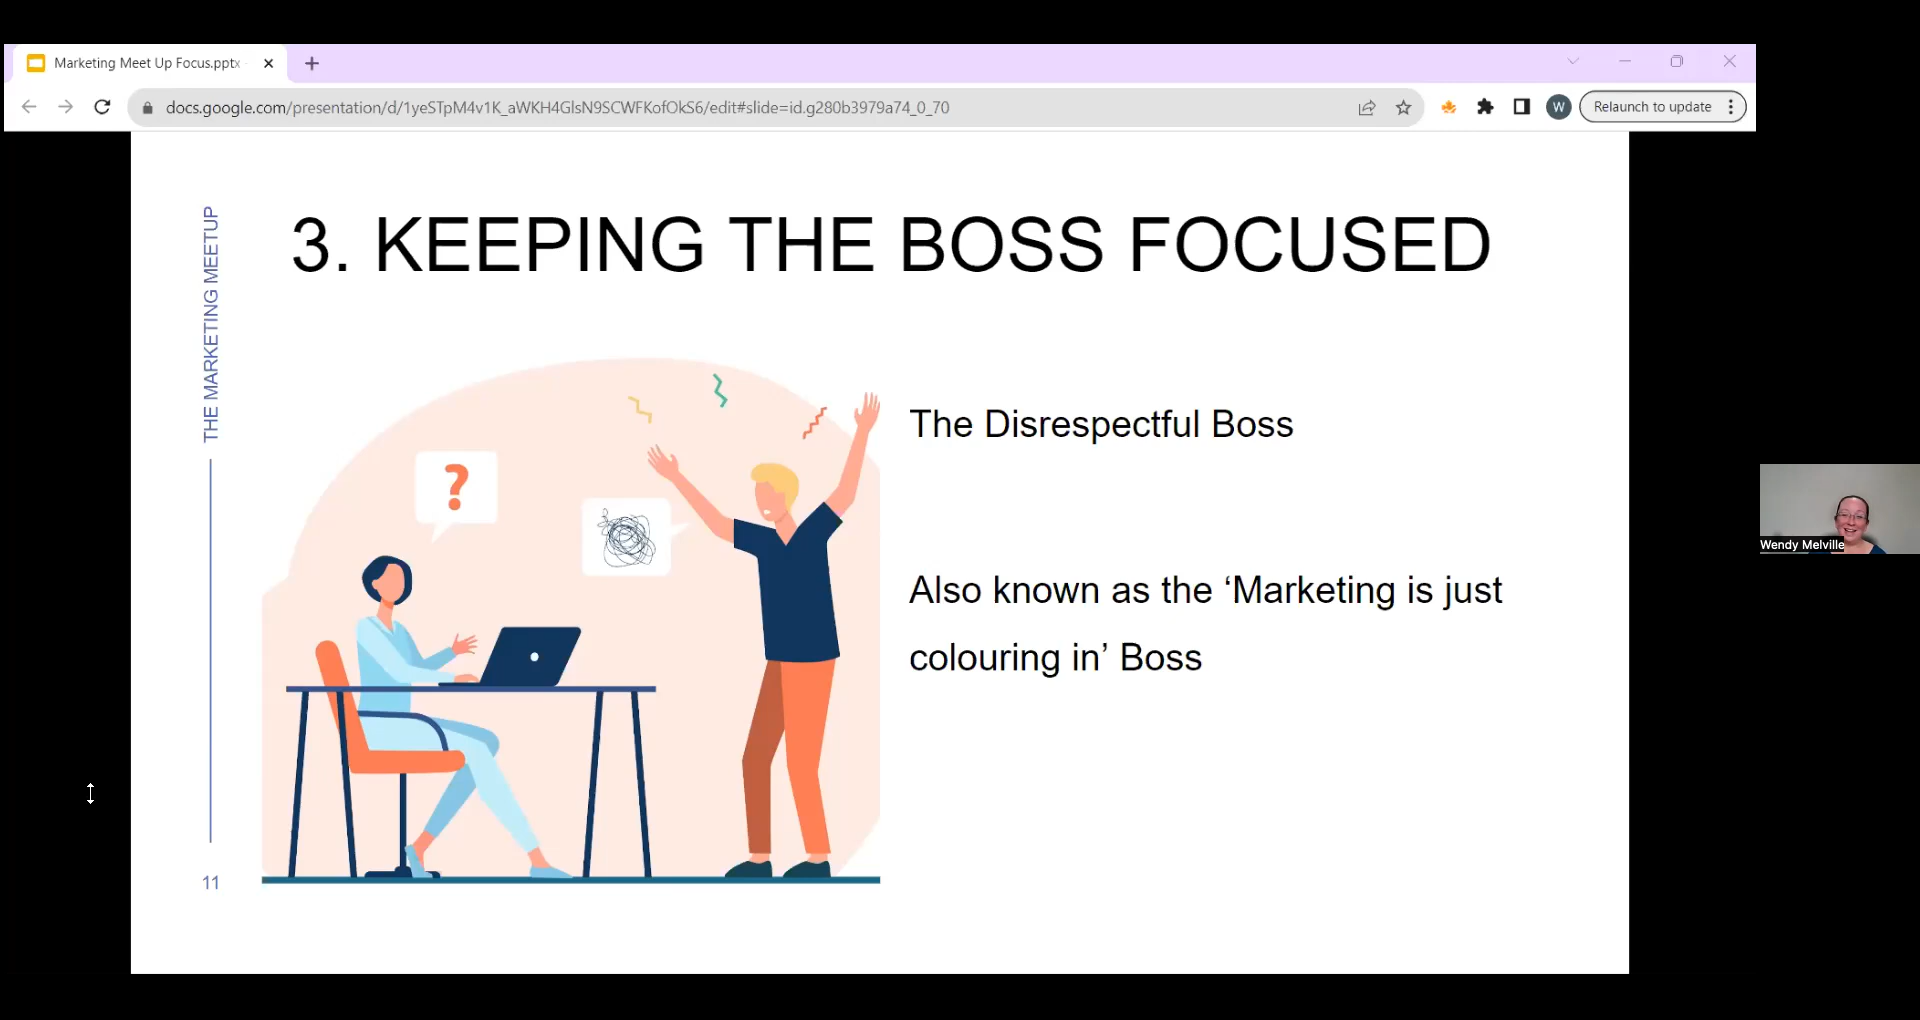 Marketing Meet Up Focus.pptx
docs.google.com/presentation/d/1yeSTpM4v1K_aWKH4GlsN9SCWFKofOkS6/edit#slide=id.g280b3979a74_0_70
W
Relaunch to update
THE MARKETING MEETUP
3. KEEPING THE BOSS FOCUSED
?
The Disrespectful Boss
Also known as the ‘Marketing is just
colouring in’ Boss
11
Wendy Melville